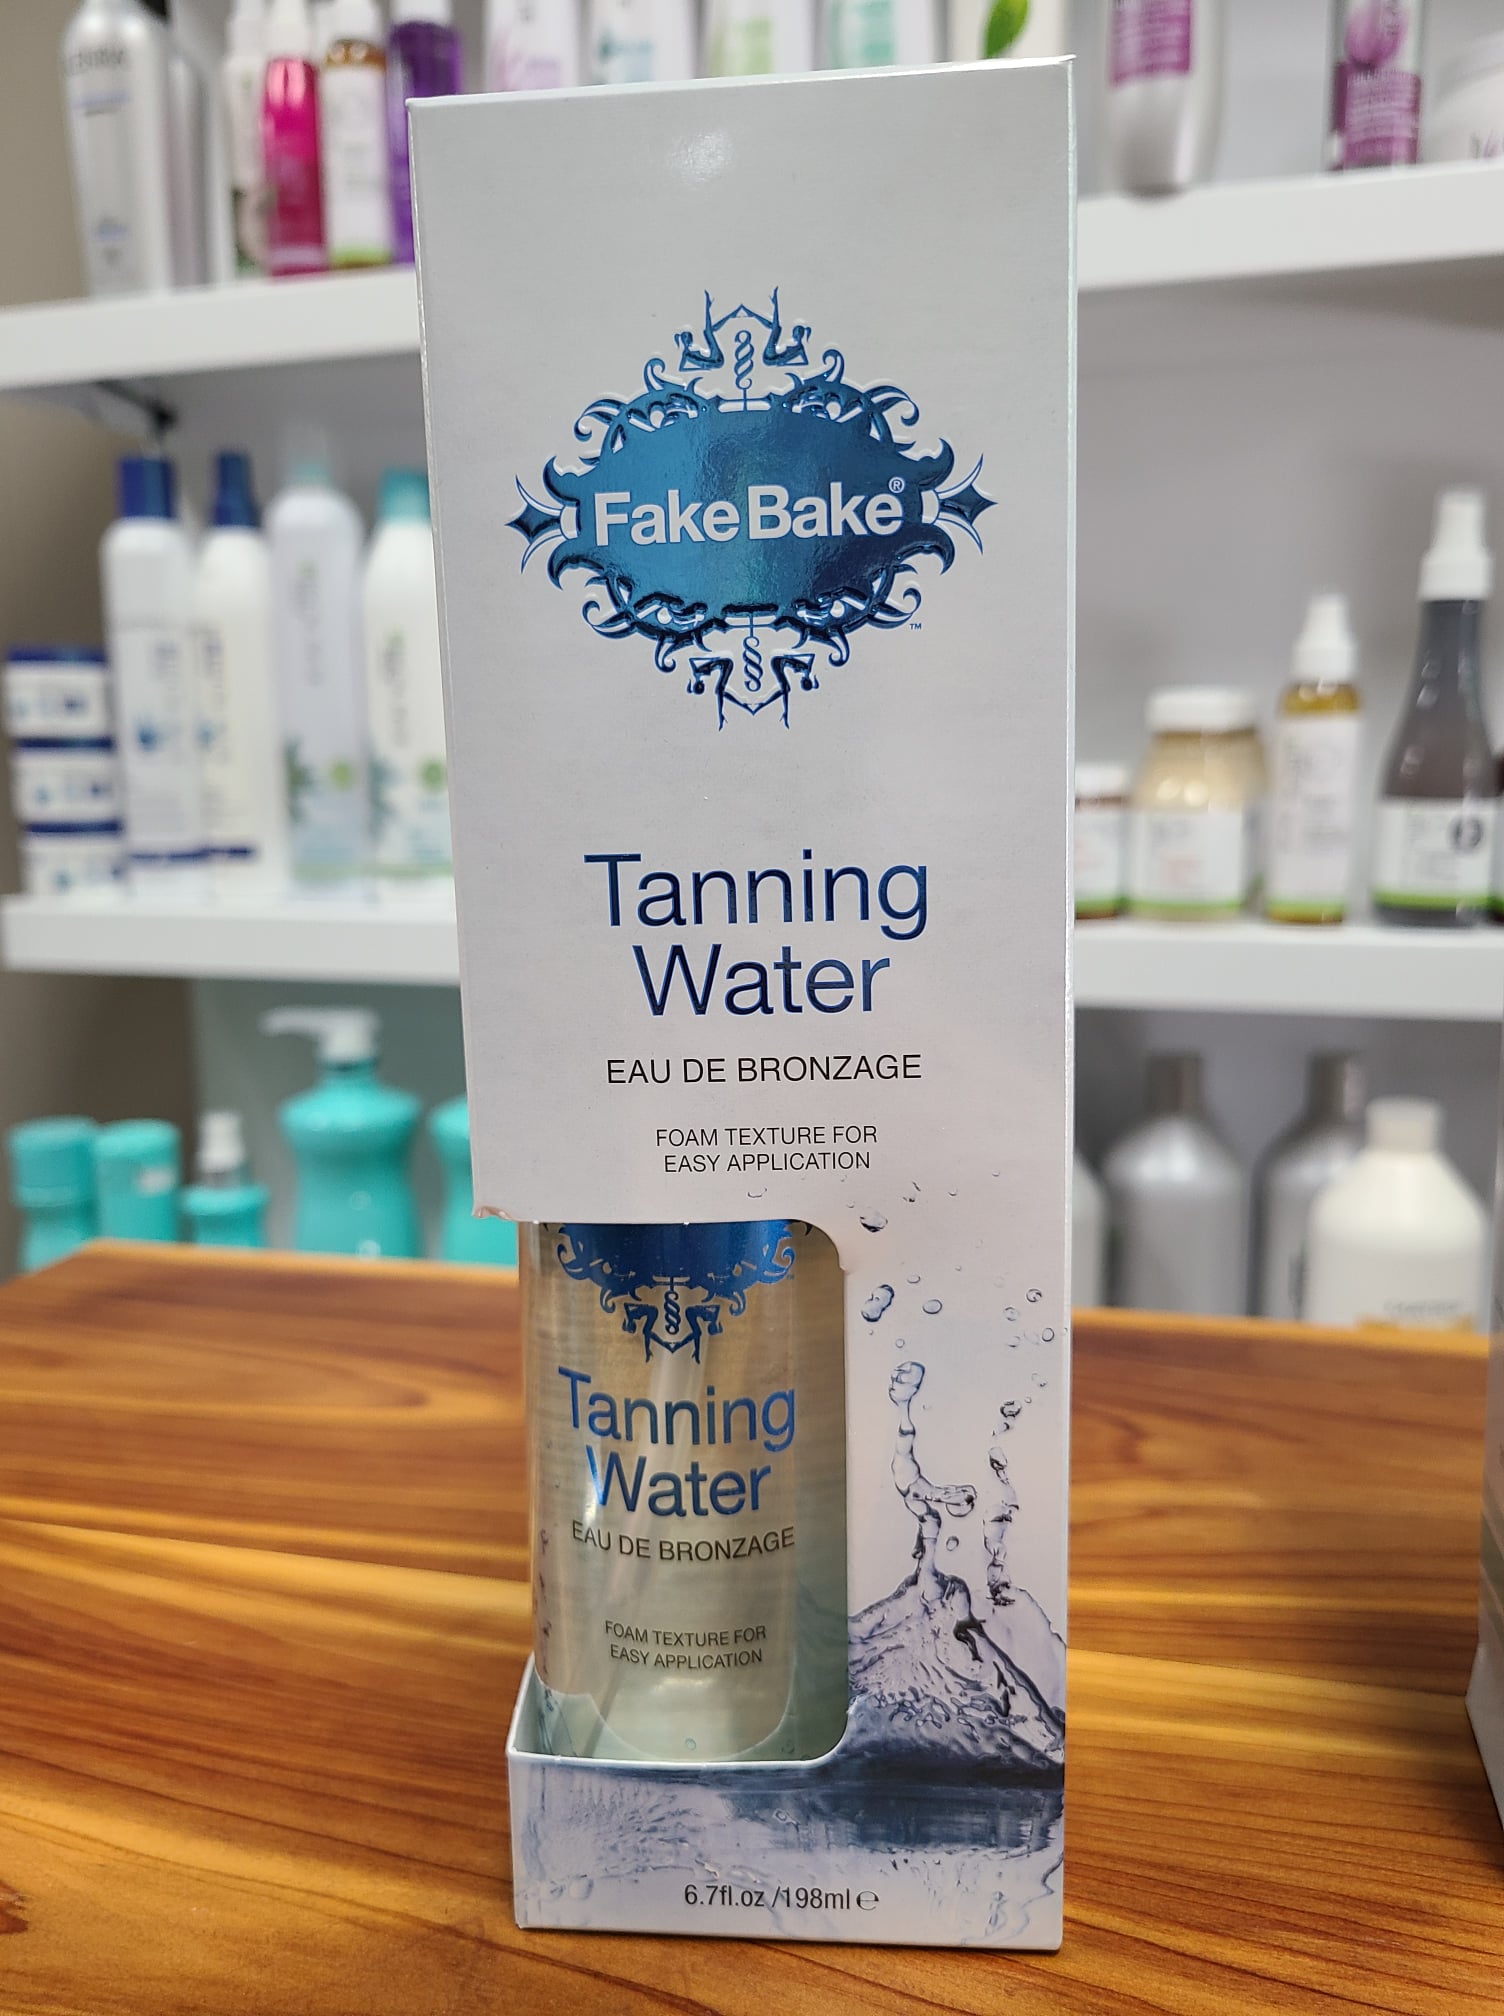 Fake Bake®
™
Tanning
Water
EAU DE BRONZAGE
FOAM TEXTURE FOR
EASY APPLICATION
Tanning
Water
EAU DE BRONZAGE
FOAM TEXTURE FOR
EASY APPLICATION
6.7fl.oz /198ml ℮